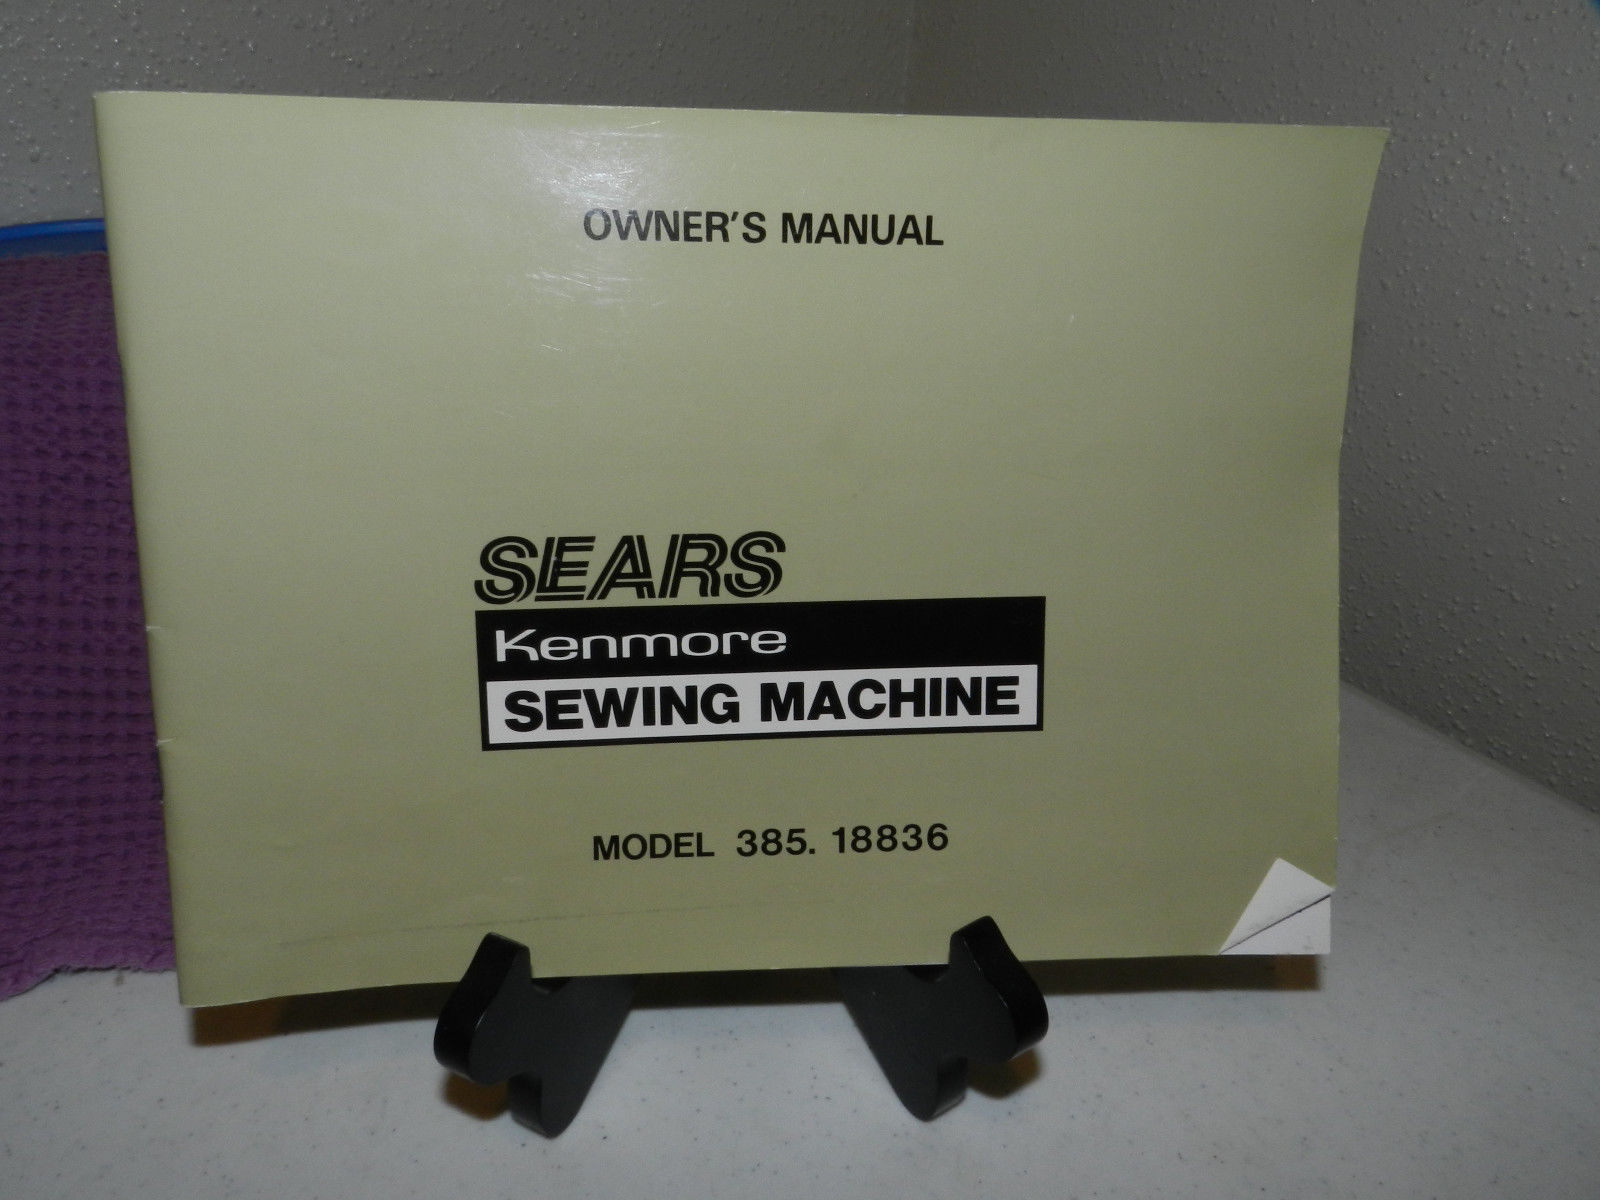 OWNER'S MANUAL
SEARS
Kenmore
SEWING MACHINE
MODEL 385. 18836